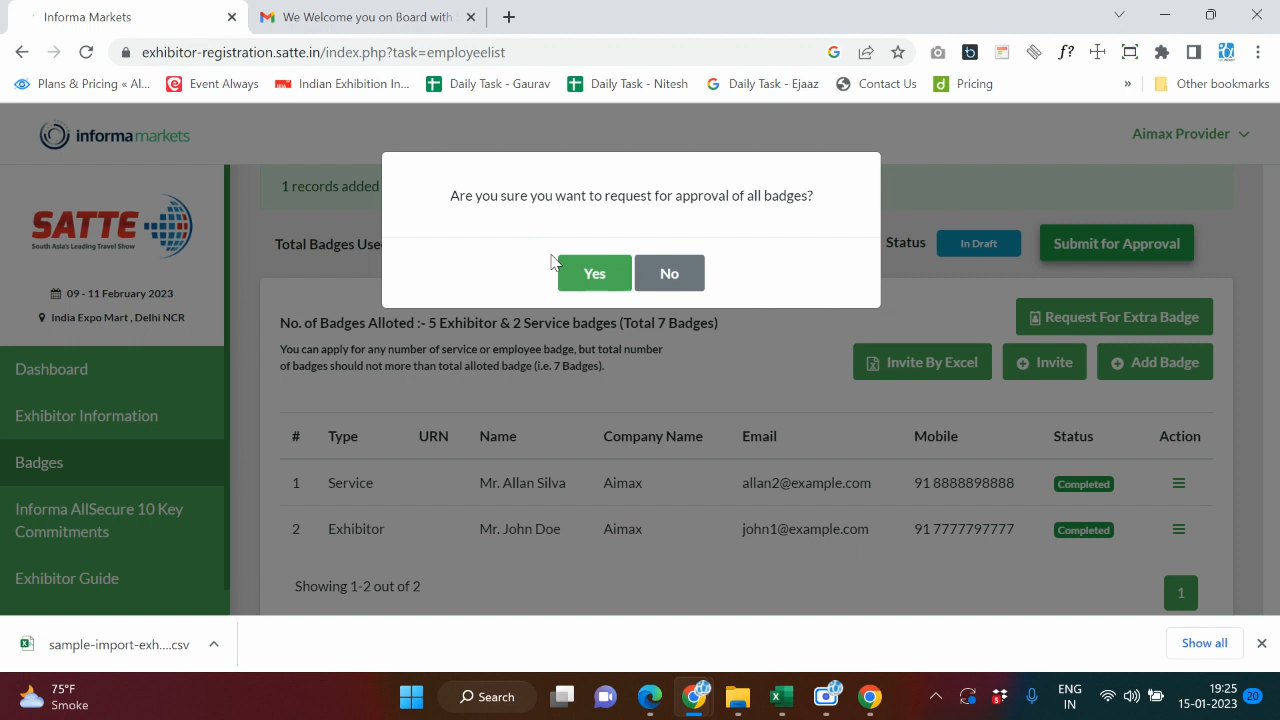 Informa Markets
We Welcome you on Board with
exhibitor-registration.satte.in/index.php?task=employeelist
Plans & Pricing « Al...
Event Always
Indian Exhibition In...
Daily Task - Gaurav
Daily Task - Nitesh
Daily Task - Ejaaz
Contact Us
Pricing
»
Other bookmarks
informa markets
Aimax Provider
SATTE
South Asia's Leading Travel Show
09 - 11 February 2023
India Expo Mart , Delhi NCR
Dashboard
Exhibitor Information
Badges
Informa AllSecure 10 Key
Commitments
Exhibitor Guide
1 records added
Are you sure you want to request for approval of all badges?
Yes
No
Total Badges Use
Status
In Draft
Submit for Approval
No. of Badges Alloted :- 5 Exhibitor & 2 Service badges (Total 7 Badges)
Request For Extra Badge
You can apply for any number of service or employee badge, but total number
of badges should not more than total alloted badge (i.e. 7 Badges).
Invite By Excel
Invite
Add Badge
# Type URN Name Company Name Email Mobile Status Action
1 Service Mr. Allan Silva Aimax allan2@example.com 91 8888898888 Completed
2 Exhibitor Mr. John Doe Aimax john1@example.com 91 7777797777 Completed
Showing 1-2 out of 2
1
sample-import-exh....csv
Show all
75°F
Smoke
Search
ENG
IN
19:25
15-01-2023
20